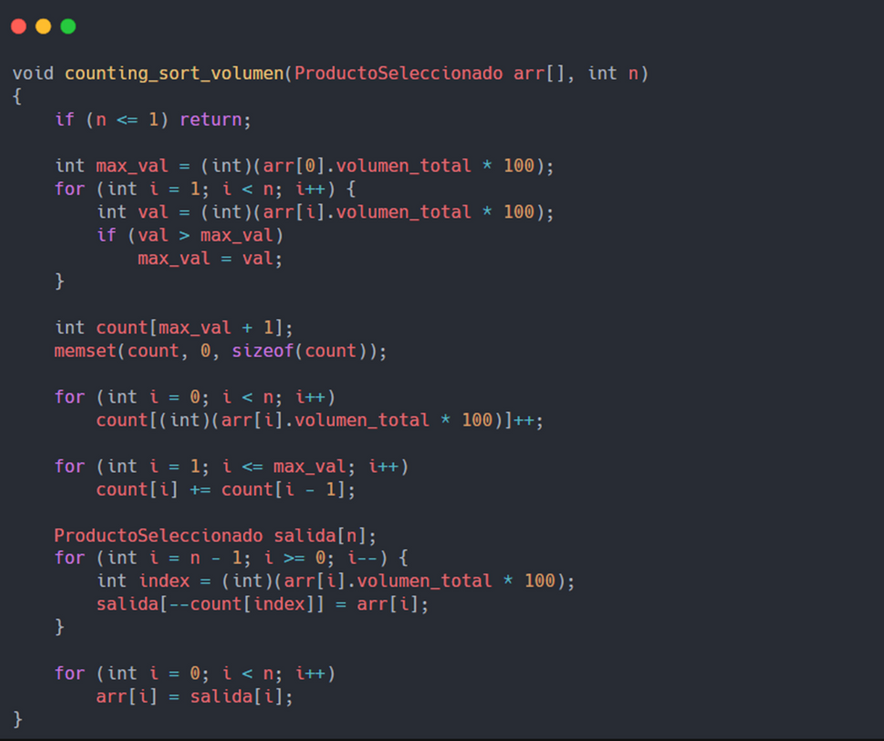 void counting_sort_volumen(ProductoSeleccionado arr[], int n)
{
    if (n <= 1) return;

    int max_val = (int)(arr[0].volumen_total * 100);
    for (int i = 1; i < n; i++) {
        int val = (int)(arr[i].volumen_total * 100);
        if (val > max_val)
            max_val = val;
    }

    int count[max_val + 1];
    memset(count, 0, sizeof(count));

    for (int i = 0; i < n; i++)
        count[(int)(arr[i].volumen_total * 100)]++;

    for (int i = 1; i <= max_val; i++)
        count[i] += count[i - 1];

    ProductoSeleccionado salida[n];
    for (int i = n - 1; i >= 0; i--) {
        int index = (int)(arr[i].volumen_total * 100);
        salida[--count[index]] = arr[i];
    }

    for (int i = 0; i < n; i++)
        arr[i] = salida[i];
}